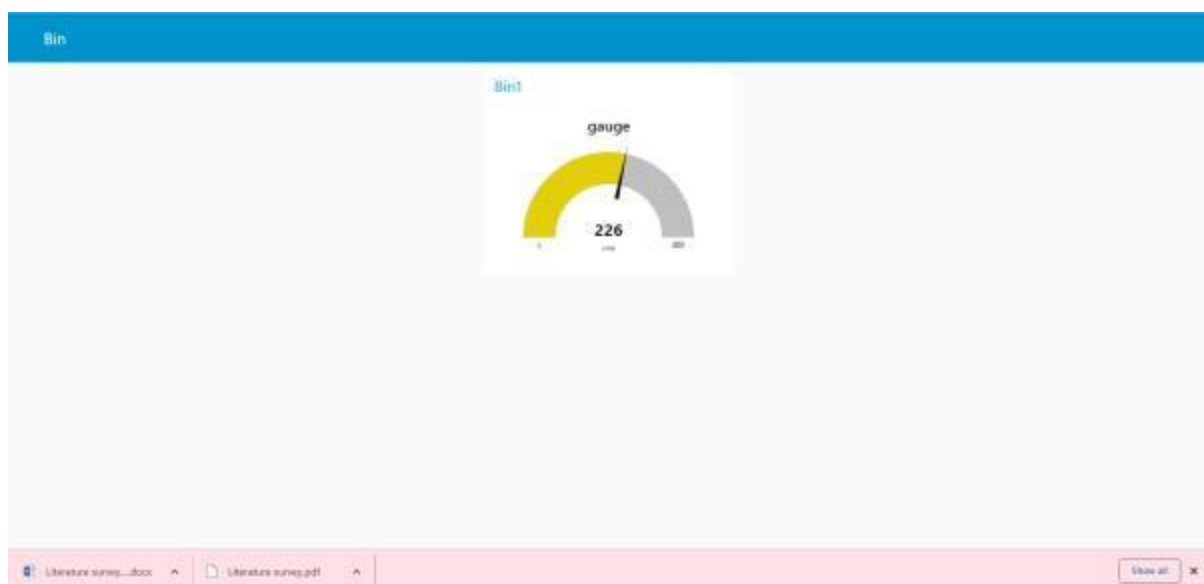 Bin
Bin1
gauge
226
Literature survey....docx
Literature survey.pdf
Show all